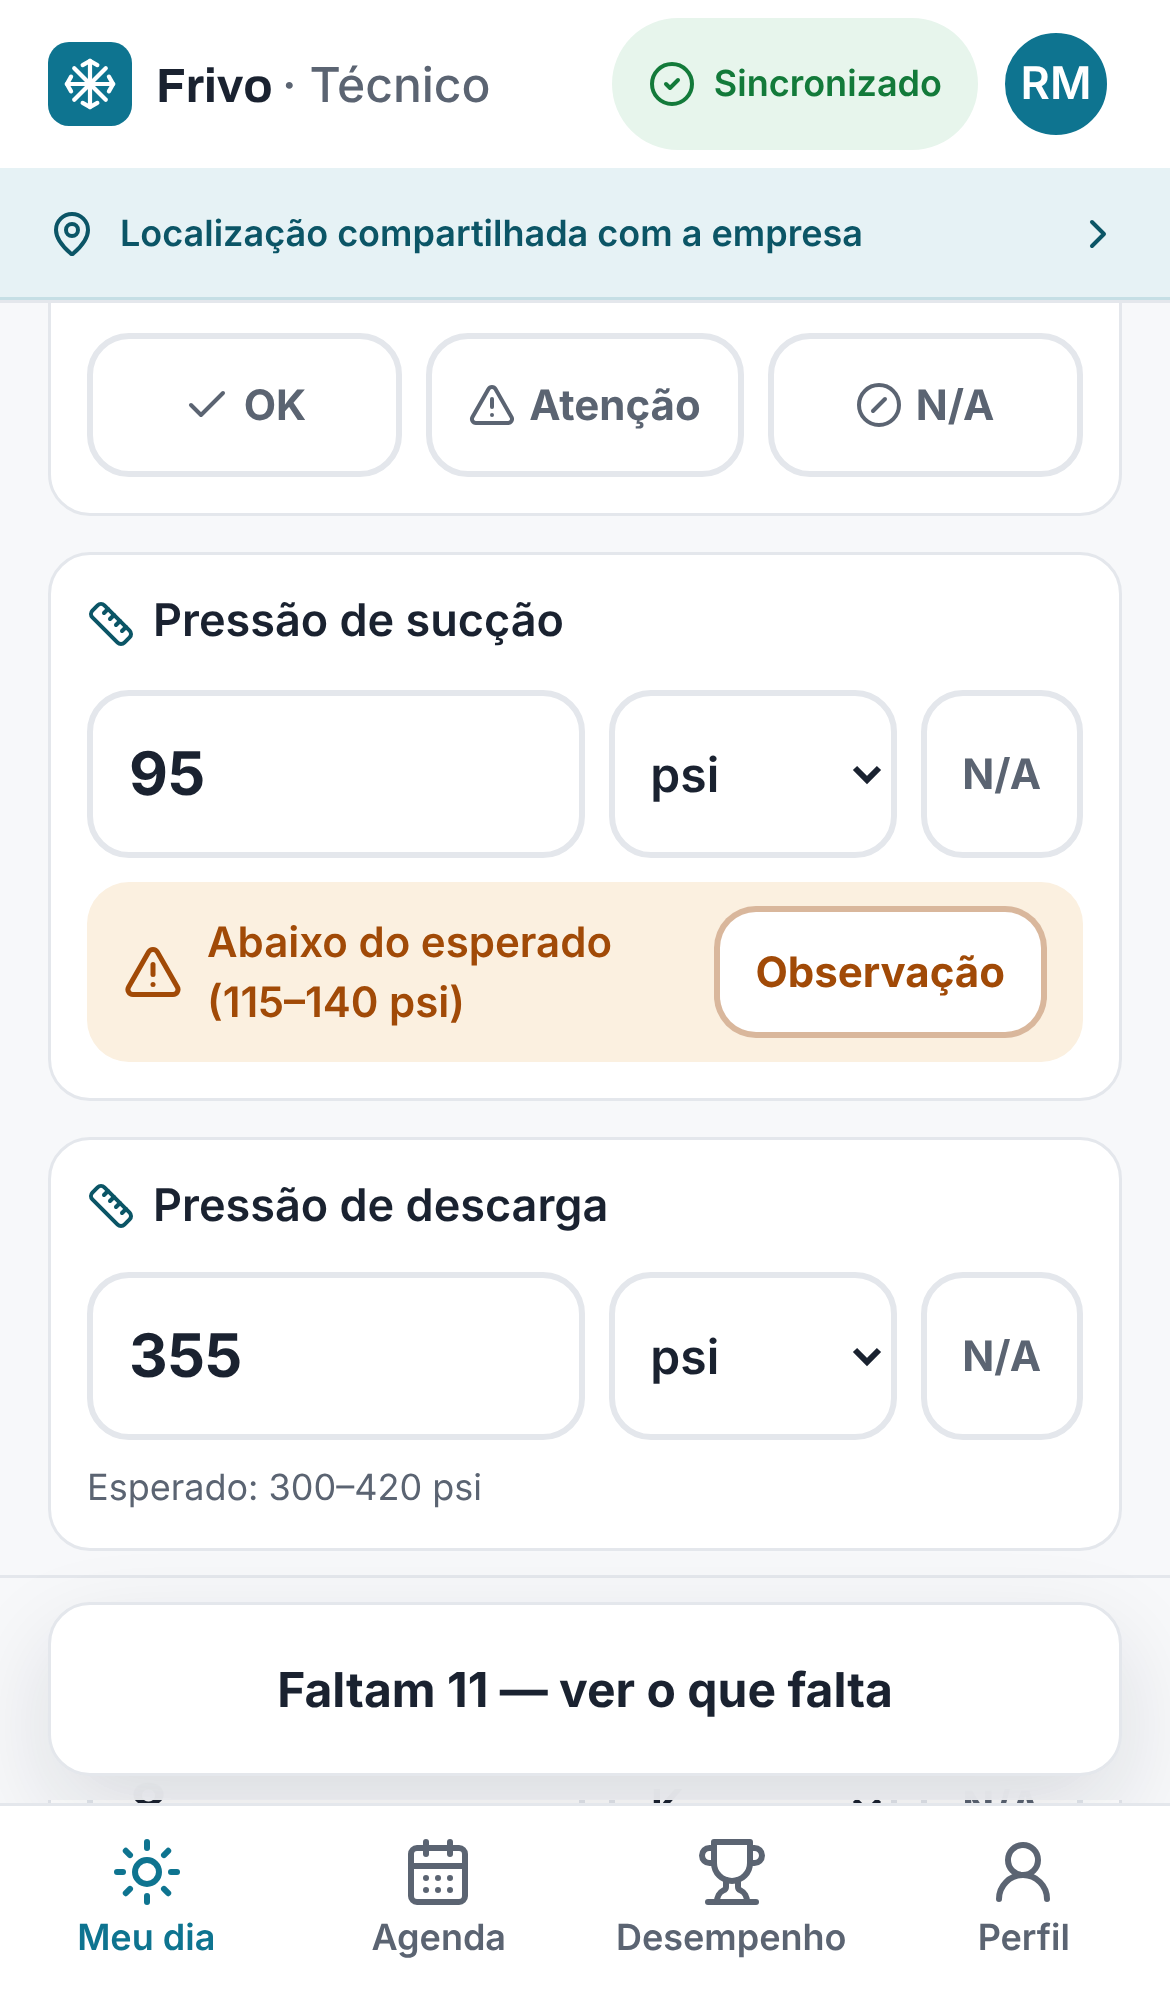 Frivo · Técnico
Sincronizado
RM
Localização compartilhada com a empresa
OK
Atenção
N/A
Pressão de sucção
95
psi
N/A
Abaixo do esperado
(115–140 psi)
Observação
Pressão de descarga
355
psi
N/A
Esperado: 300–420 psi
Faltam 11 — ver o que falta
Meu dia
Agenda
Desempenho
Perfil